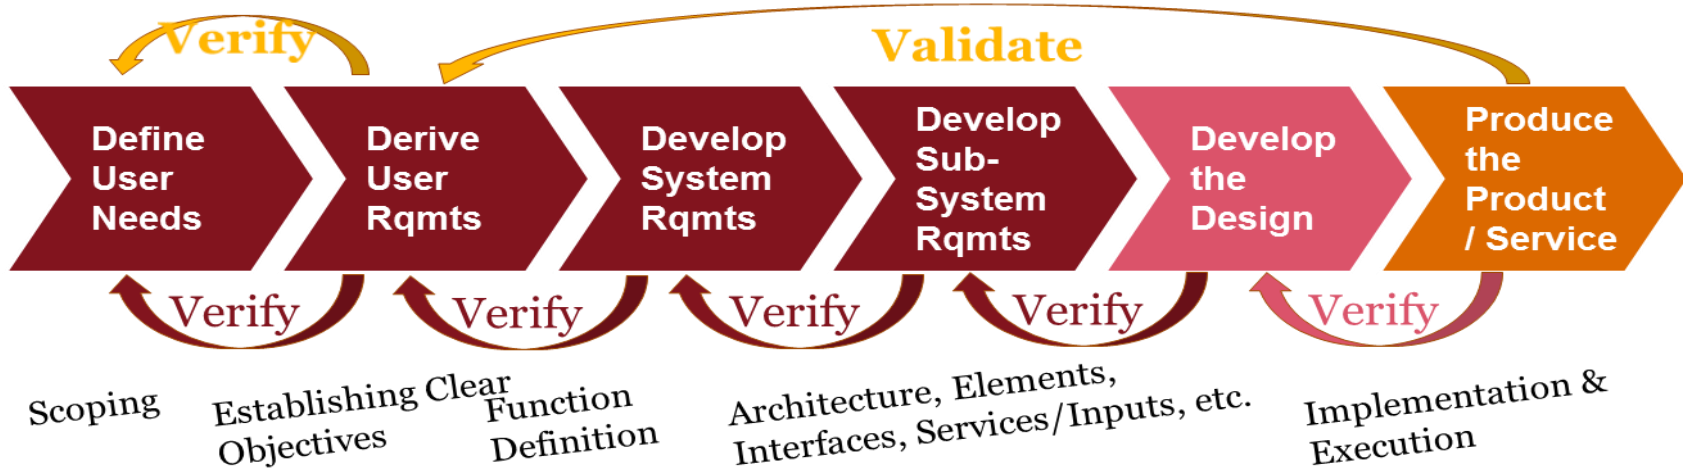 Verify
Validate
Define
User
Needs
Derive
User
Rqmts
Develop
System
Rqmts
Develop
Sub-
System
Rqmts
Develop
the
Design
Produce
the
Product
/ Service
Verify
Verify
Verify
Verify
Verify
Scoping
Establishing Clear
Objectives
Function
Definition
Architecture, Elements,
Interfaces, Services/Inputs, etc.
Implementation &
Execution